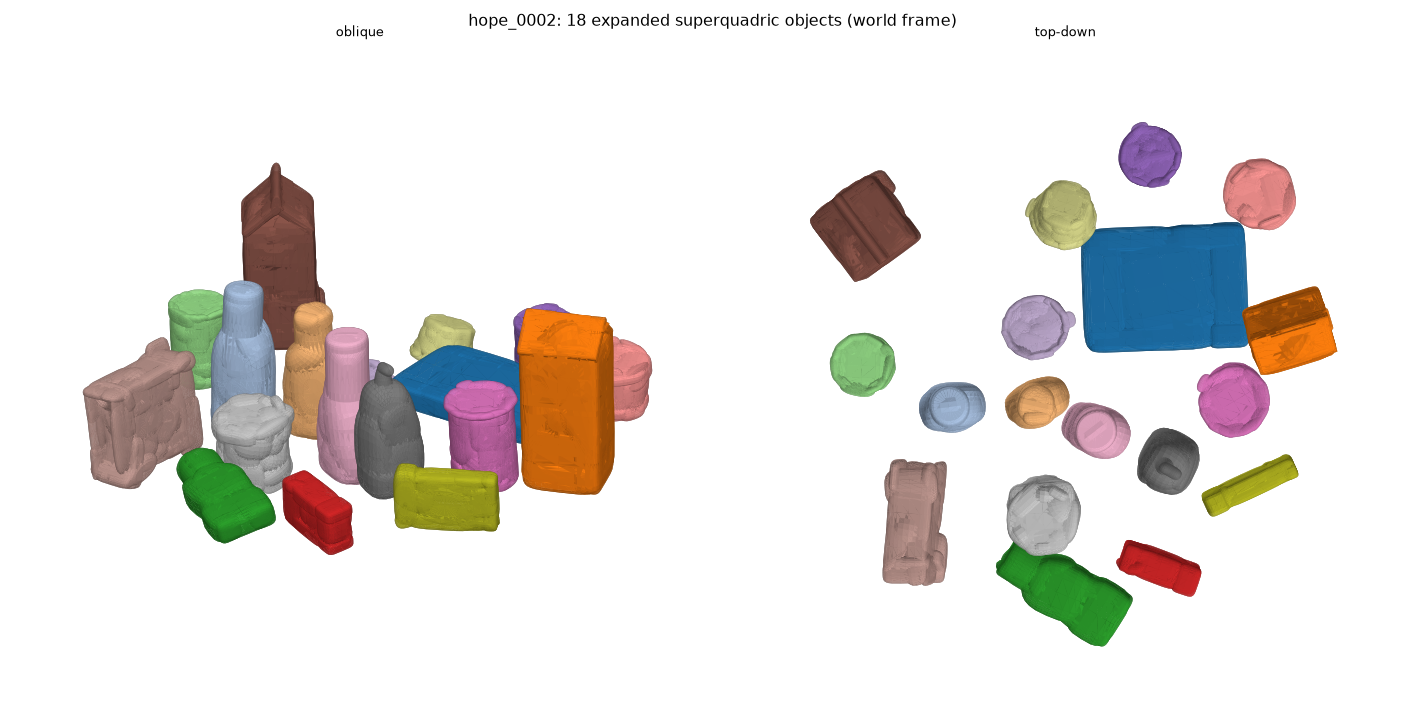 hope_0002: 18 expanded superquadric objects (world frame)
oblique
top-down